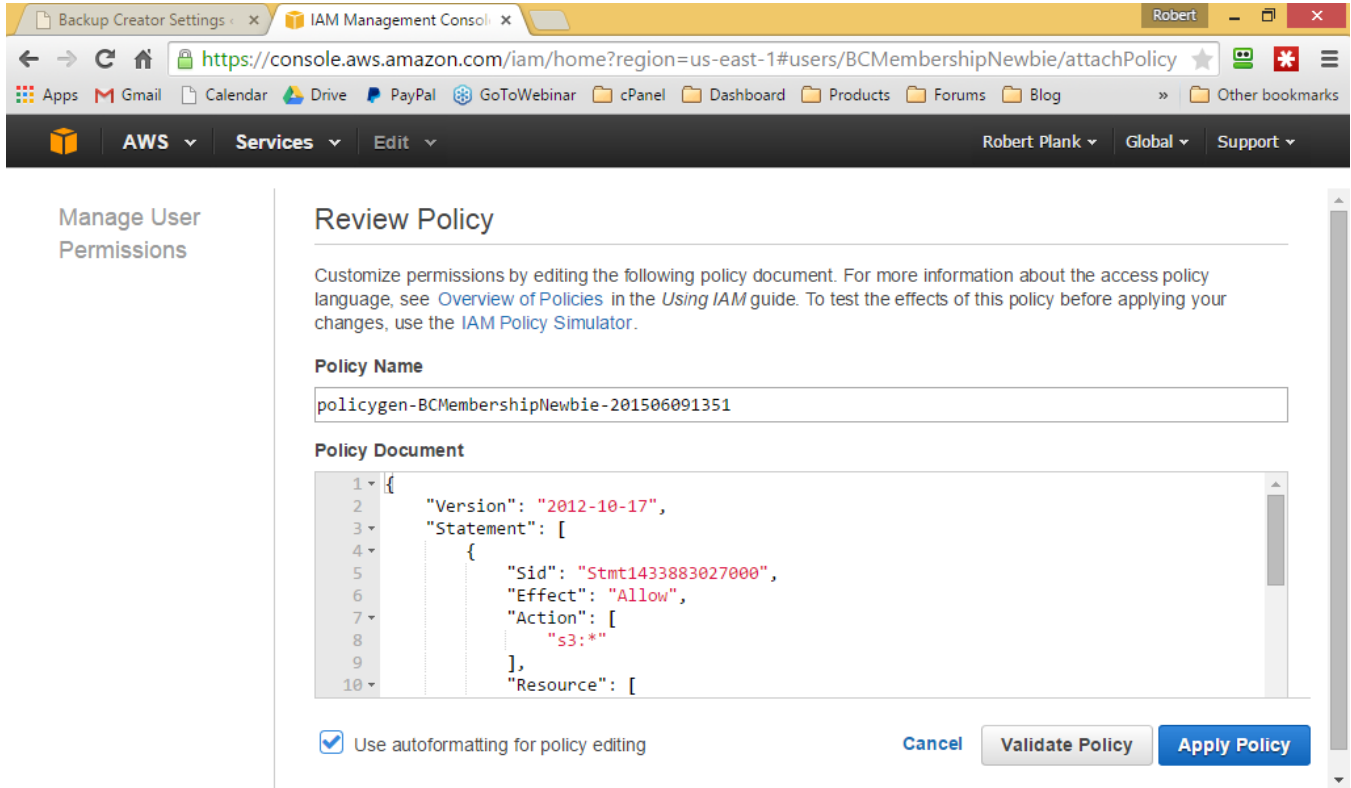 Backup Creator Settings
IAM Management Consol
Robert
https://console.aws.amazon.com/iam/home?region=us-east-1#users/BCMembershipNewbie/attachPolicy
Apps Gmail Calendar Drive PayPal GoToWebinar cPanel Dashboard Products Forums Blog » Other bookmarks
AWS Services Edit Robert Plank Global Support
Manage User
Permissions
Review Policy
Customize permissions by editing the following policy document. For more information about the access policy
language, see Overview of Policies in the Using IAM guide. To test the effects of this policy before applying your
changes, use the IAM Policy Simulator.
Policy Name
policygen-BCMembershipNewbie-201506091351
Policy Document
1 {
2 "Version": "2012-10-17",
3 "Statement": [
4 {
5 "Sid": "Stmt1433883027000",
6 "Effect": "Allow",
7 "Action": [
8 "s3:*"
9 ],
10 "Resource": [
Use autoformatting for policy editing
Cancel Validate Policy Apply Policy